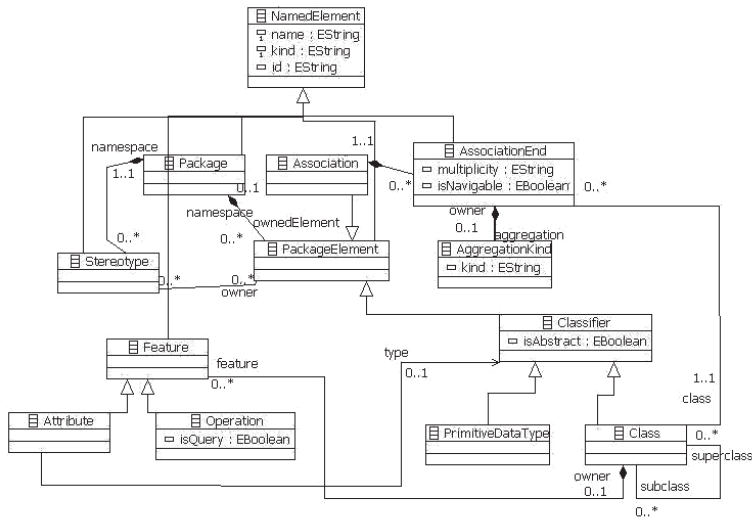 NamedElement
name : EString
kind : EString
id : EString
namespace
1..1
Package
Association
1..1
AssociationEnd
multiplicity : EString
isNavigable : EBoolean
0..1
namespace
0..*
0..*
ownedElement
owner
0..1
0..*
0..*
PackageElement
aggregation
AggregationKind
kind : EString
Stereotype
0..*
0..*
owner
Classifier
isAbstract : EBoolean
Feature
feature
0..*
type
0..1
1..1
class
Attribute
Operation
isQuery : EBoolean
PrimitiveDataType
Class
0..*
superclass
owner
0..1
subclass
0..*